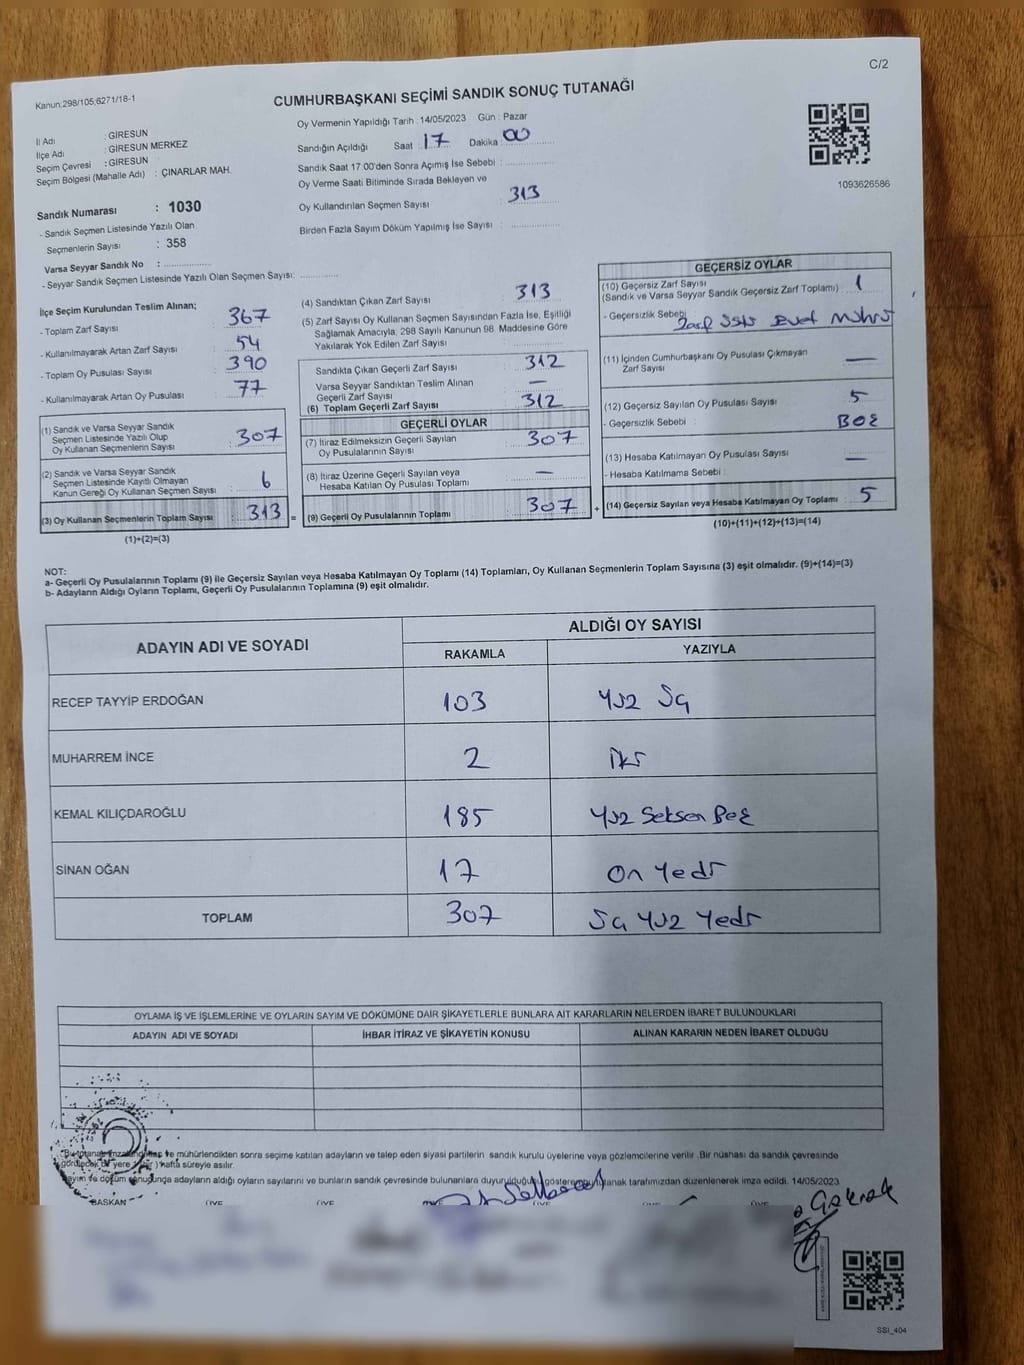 C/2
Kanun:298/105;6271/18-1
CUMHURBAŞKANI SEÇİMİ SANDIK SONUÇ TUTANAĞI
İl Adı : GİRESUN
İlçe Adı : GİRESUN MERKEZ
Seçim Çevresi : GİRESUN
Seçim Bölgesi (Mahalle Adı) : ÇINARLAR MAH.
Oy Vermenin Yapıldığı Tarih : 14/05/2023 Gün : Pazar
Sandığın Açıldığı Saat 17 Dakika 00
Sandık Saat 17:00'den Sonra Açımış İse Sebebi :
Oy Verme Saati Bitiminde Sırada Bekleyen ve
Oy Kullandırılan Seçmen Sayısı 313
Birden Fazla Sayım Döküm Yapılmış İse Sayısı :
1093626586
Sandık Numarası : 1030
- Sandık Seçmen Listesinde Yazılı Olan
Seçmenlerin Sayısı : 358
Varsa Seyyar Sandık No :
- Seyyar Sandık Seçmen Listesinde Yazılı Olan Seçmen Sayısı:
İlçe Seçim Kurulundan Teslim Alınan;
- Toplam Zarf Sayısı : 367
- Kullanılmayarak Artan Zarf Sayısı : 54
- Toplam Oy Pusulası Sayısı : 390
- Kullanılmayarak Artan Oy Pusulası : 77
(1) Sandık ve Varsa Seyyar Sandık
Seçmen Listesinde Yazılı Olup
Oy Kullanan Seçmenlerin Sayısı : 307
(2) Sandık ve Varsa Seyyar Sandık
Seçmen Listesinde Kayıtlı Olmayan
Kanun Gereği Oy Kullanan Seçmen Sayısı : 6
(3) Oy Kullanan Seçmenlerin Toplam Sayısı : 313 =
(1)+(2)=(3)
(4) Sandıktan Çıkan Zarf Sayısı : 313
(5) Zarf Sayısı Oy Kullanan Seçmen Sayısından Fazla İse, Eşitliği
Sağlamak Amacıyla, 298 Sayılı Kanunun 98. Maddesine Göre
Yakılarak Yok Edilen Zarf Sayısı :
Sandıkta Çıkan Geçerli Zarf Sayısı : 312
Varsa Seyyar Sandıktan Teslim Alınan
Geçerli Zarf Sayısı : —
(6) Toplam Geçerli Zarf Sayısı : 312
GEÇERLİ OYLAR
(7) İtiraz Edilmeksizin Geçerli Sayılan
Oy Pusulalarının Sayısı : 307
(8) İtiraz Üzerine Geçerli Sayılan veya
Hesaba Katılan Oy Pusulası Toplamı : —
(9) Geçerli Oy Pusulalarının Toplamı : 307 +
GEÇERSİZ OYLAR
(10) Geçersiz Zarf Sayısı
(Sandık ve Varsa Seyyar Sandık Geçersiz Zarf Toplamı) : 1
- Geçersizlik Sebebi : Zarf üstü Evet Mührü
(11) İçinden Cumhurbaşkanı Oy Pusulası Çıkmayan
Zarf Sayısı : —
(12) Geçersiz Sayılan Oy Pusulası Sayısı : 5
- Geçersizlik Sebebi : BOŞ
(13) Hesaba Katılmayan Oy Pusulası Sayısı : —
- Hesaba Katılmama Sebebi :
(14) Geçersiz Sayılan veya Hesaba Katılmayan Oy Toplamı : 5
(10)+(11)+(12)+(13)=(14)
NOT:
a- Geçerli Oy Pusulalarının Toplamı (9) ile Geçersiz Sayılan veya Hesaba Katılmayan Oy Toplamı (14) Toplamları, Oy Kullanan Seçmenlerin Toplam Sayısına (3) eşit olmalıdır. (9)+(14)=(3)
b- Adayların Aldığı Oyların Toplamı, Geçerli Oy Pusulalarının Toplamına (9) eşit olmalıdır.
ADAYIN ADI VE SOYADI ALDIĞI OY SAYISI
RAKAMLA YAZIYLA
RECEP TAYYİP ERDOĞAN 103 Yüz Üç
MUHARREM İNCE 2 İki
KEMAL KILIÇDAROĞLU 185 Yüz Seksen Beş
SİNAN OĞAN 17 On Yedi
TOPLAM 307 Üç Yüz Yedi
OYLAMA İŞ VE İŞLEMLERİNE VE OYLARIN SAYIM VE DÖKÜMÜNE DAİR ŞİKAYETLERLE BUNLARA AİT KARARLARIN NELERDEN İBARET BULUNDUKLARI
ADAYIN ADI VE SOYADI İHBAR İTİRAZ VE ŞİKAYETİN KONUSU ALINAN KARARIN NEDEN İBARET OLDUĞU
ve mühürlendikten sonra seçime katılan adayların ve talep eden siyasi partilerin sandık kurulu üyelerine veya gözlemcilerine verilir .Bir nüshası da sandık çevresinde
hafta süreyle asılır.
sonuçunda adayların aldığı oyların sayılarını ve bunların sandık çevresinde bulunanlara duyurulduğunu gösteren tutanak tarafımızdan düzenlenerek imza edildi. 14/05/2023
BAŞKAN ÜYE ÜYE ÜYE ÜYE
SSI_404